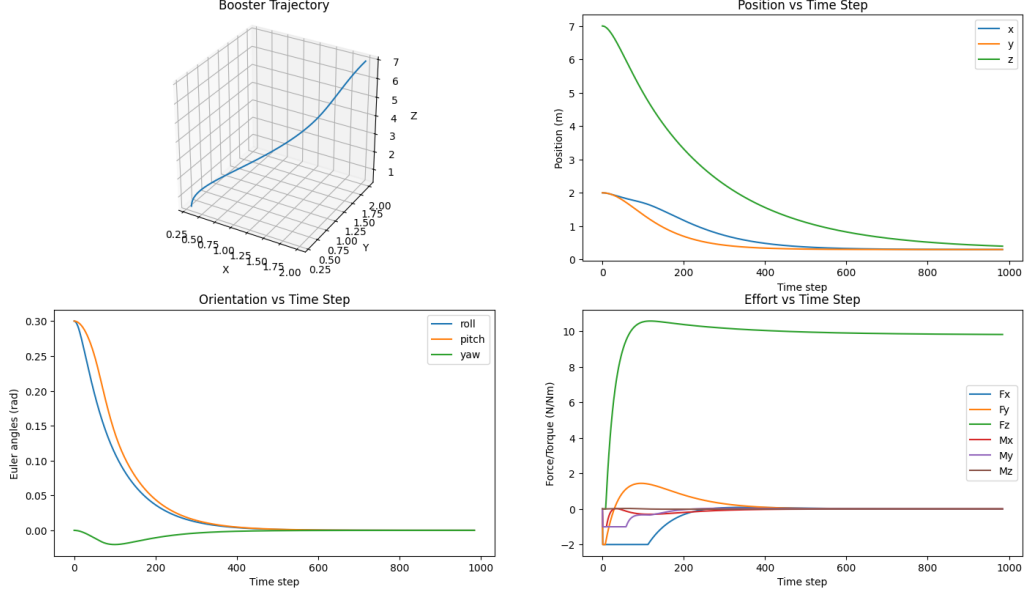 Booster Trajectory
7
6
5
4
3
2
1
Z
0.25
0.50
0.75
1.00
1.25
1.50
1.75
2.00
X
0.25
0.50
0.75
1.00
1.25
1.50
1.75
2.00
Y
Position vs Time Step
Position (m)
7
6
5
4
3
2
1
0
x
y
z
0 200 400 600 800 1000
Time step
Orientation vs Time Step
Euler angles (rad)
0.30
0.25
0.20
0.15
0.10
0.05
0.00
roll
pitch
yaw
0 200 400 600 800 1000
Time step
Effort vs Time Step
Force/Torque (N/Nm)
10
8
6
4
2
0
−2
Fx
Fy
Fz
Mx
My
Mz
0 200 400 600 800 1000
Time step